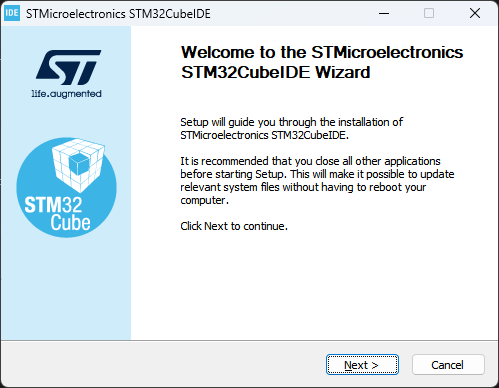 IDE STMicroelectronics STM32CubeIDE
ST
life.augmented
STM32
Cube
Welcome to the STMicroelectronics
STM32CubeIDE Wizard
Setup will guide you through the installation of
STMicroelectronics STM32CubeIDE.
It is recommended that you close all other applications
before starting Setup. This will make it possible to update
relevant system files without having to reboot your
computer.
Click Next to continue.
Next >
Cancel